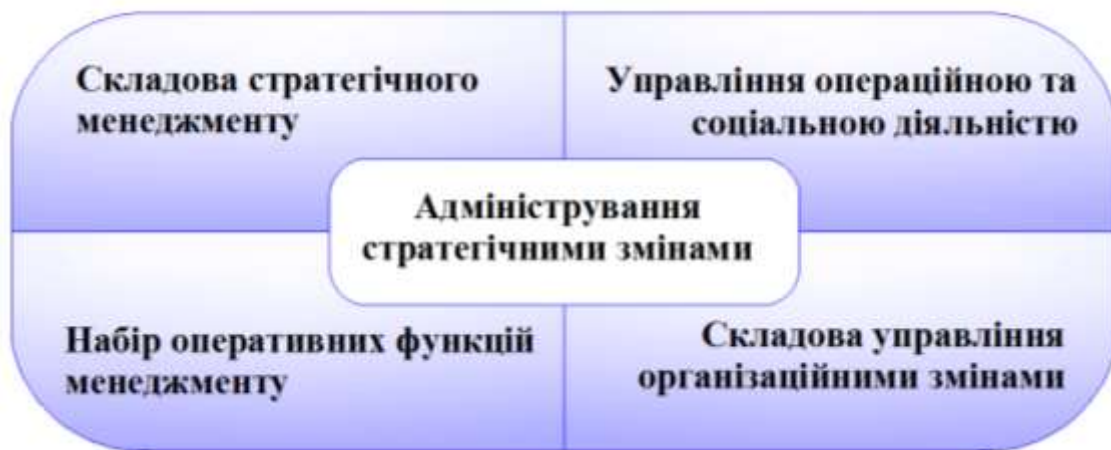 Складова стратегічного
менеджменту
Управління операційною та
соціальною діяльністю
Адміністрування
стратегічними змінами
Набір оперативних функцій
менеджменту
Складова управління
організаційними змінами